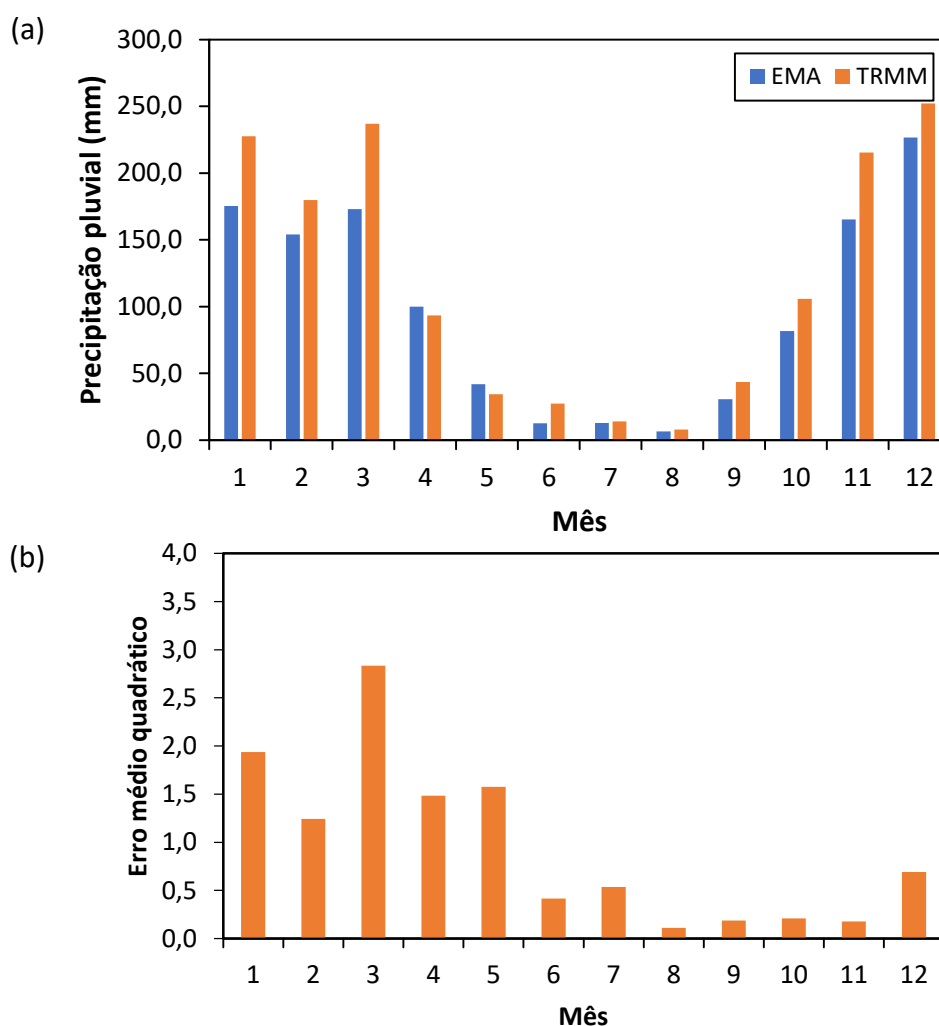 (a)
Precipitação pluvial (mm)
300,0
250,0
200,0
150,0
100,0
50,0
0,0
EMA TRMM
1 2 3 4 5 6 7 8 9 10 11 12
Mês
(b)
Erro médio quadrático
4,0
3,5
3,0
2,5
2,0
1,5
1,0
0,5
0,0
1 2 3 4 5 6 7 8 9 10 11 12
Mês